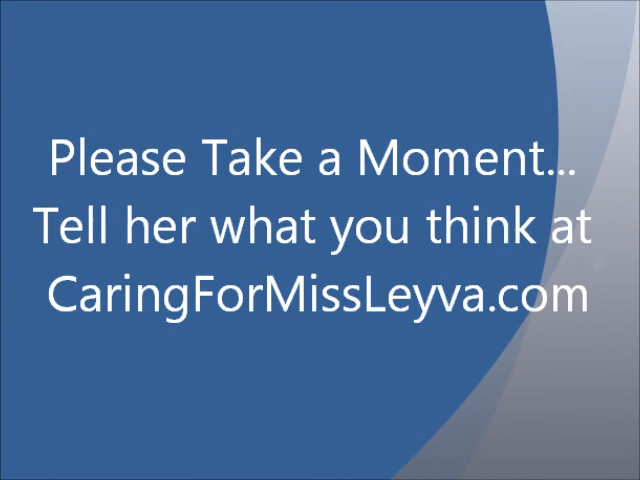 Please Take a Moment...
Tell her what you think at
CaringForMissLeyva.com